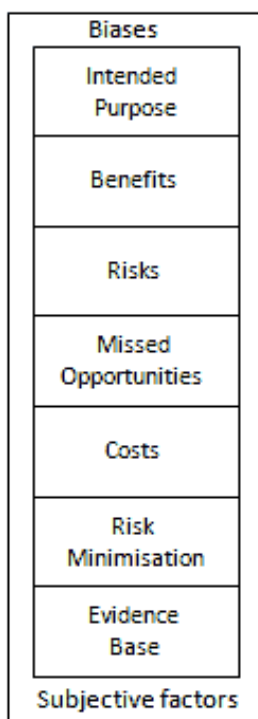 Biases
Intended
Purpose
Benefits
Risks
Missed
Opportunities
Costs
Risk
Minimisation
Evidence
Base
Subjective factors